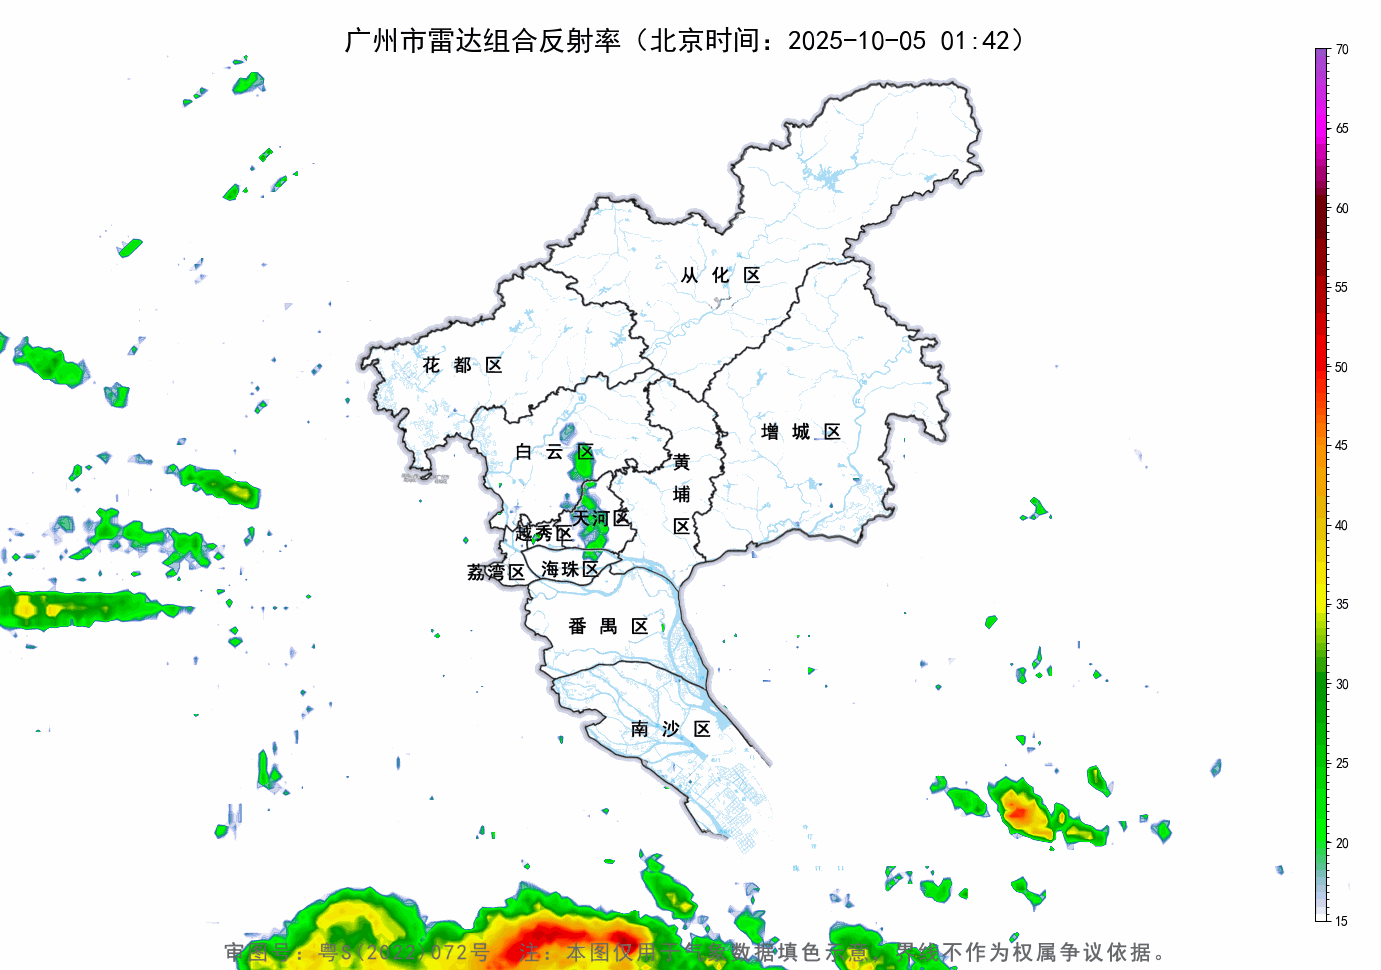 广州市雷达组合反射率（北京时间：2025-10-05 01:42）
70
65
60
55
50
45
40
35
30
25
20
15
从化区
花都区
增城区
白云区
黄埔区
天河区
越秀区
荔湾区
海珠区
番禺区
南沙区
审图号：粤S(2022)072号 注：本图仅用于气象数据填色示意，界线不作为权属争议依据。